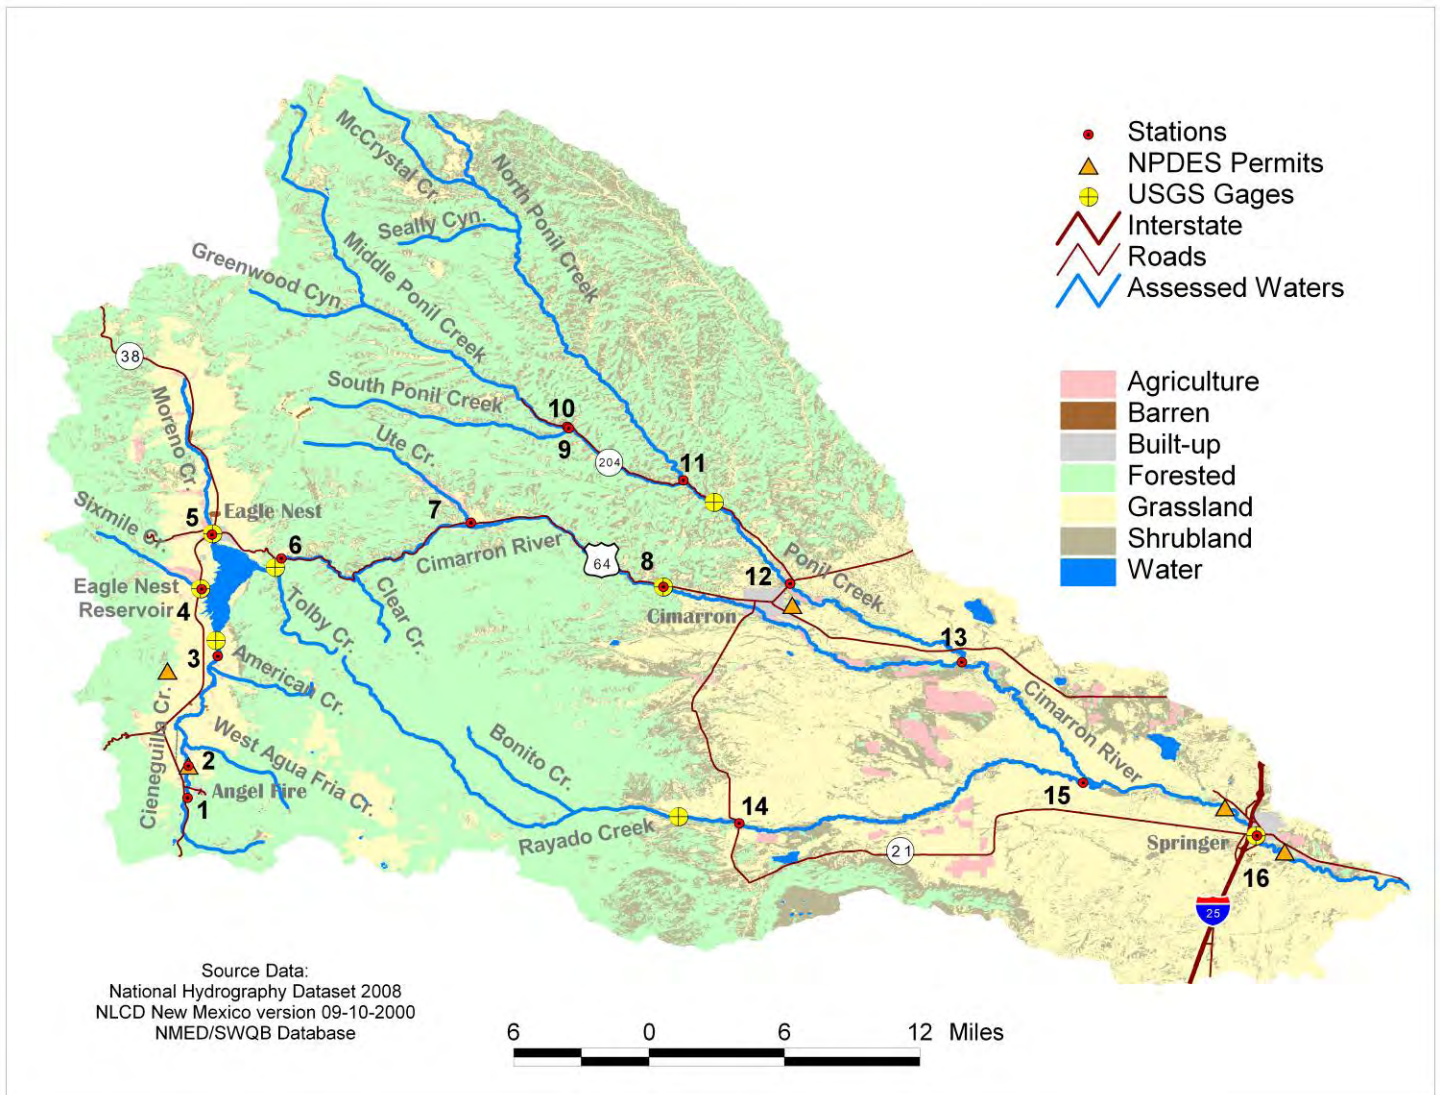 Stations
NPDES Permits
USGS Gages
Interstate
Roads
Assessed Waters
Agriculture
Barren
Built-up
Forested
Grassland
Shrubland
Water
McCrystal Cr.
North Ponil Creek
Seally Cyn.
Greenwood Cyn.
Middle Ponil Creek
38
Moreno Cr.
South Ponil Creek
10
9
204
11
Ute Cr.
7
Sixmile Cr.
5
Eagle Nest
6
Cimarron River
64
8
12
Ponil Creek
Eagle Nest
Reservoir
4
Tolby Cr.
Clear Cr.
Cimarron
13
3
American Cr.
Cieneguilla Cr.
West Agua Fria Cr.
2
Angel Fire
1
Bonito Cr.
Rayado Creek
14
Cimarron River
15
21
Springer
16
25
Source Data:
National Hydrography Dataset 2008
NLCD New Mexico version 09-10-2000
NMED/SWQB Database
6 0 6 12 Miles